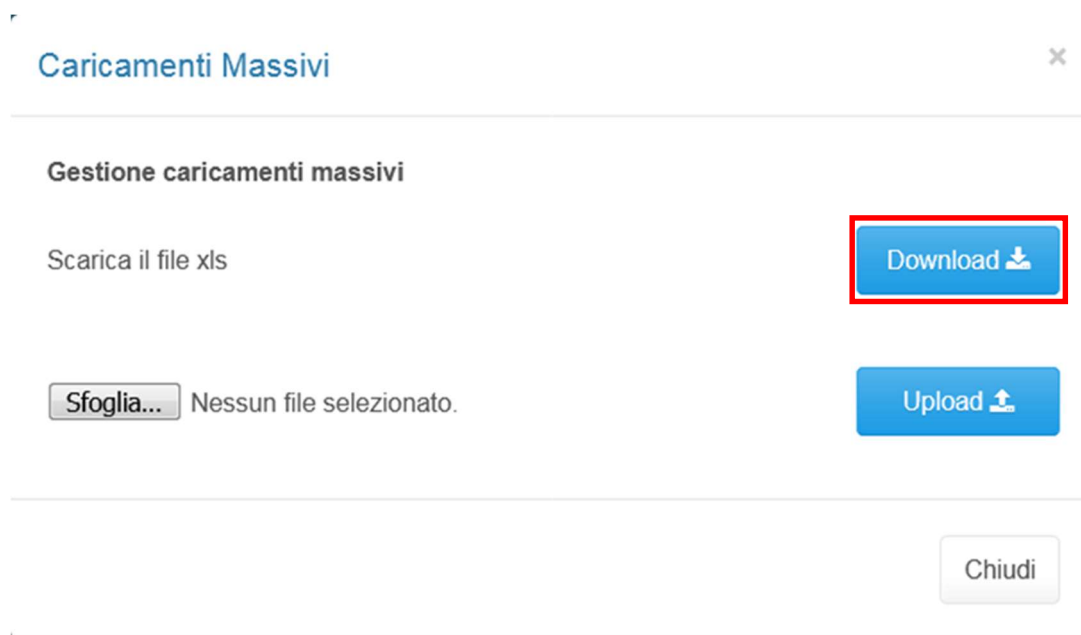 Caricamenti Massivi
×
Gestione caricamenti massivi
Scarica il file xls
Download
Sfoglia... Nessun file selezionato.
Upload
Chiudi